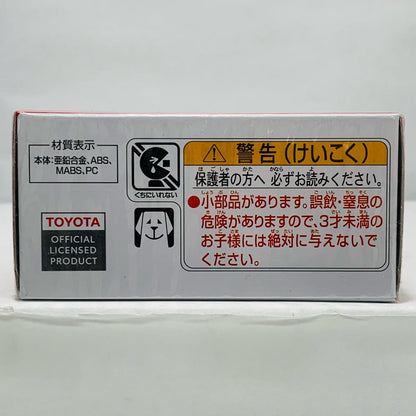 材質表示
本体:亜鉛合金、ABS、
MABS、PC
くちにいれない
TOYOTA
OFFICIAL
LICENSED
PRODUCT
警告(けいこく)
保護者の方へ 必ずお読みください。
●小部品があります。誤飲・窒息の
危険がありますので、3才未満の
お子様には絶対に与えないで
ください。